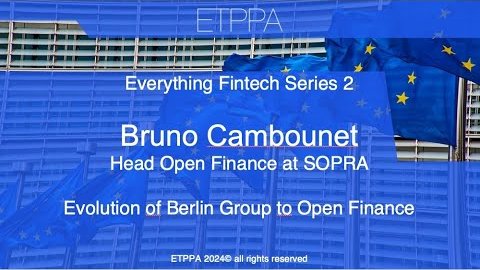 ETPPA
Everything Fintech Series 2
Bruno Cambounet
Head Open Finance at SOPRA
Evolution of Berlin Group to Open Finance
ETPPA 2024© all rights reserved